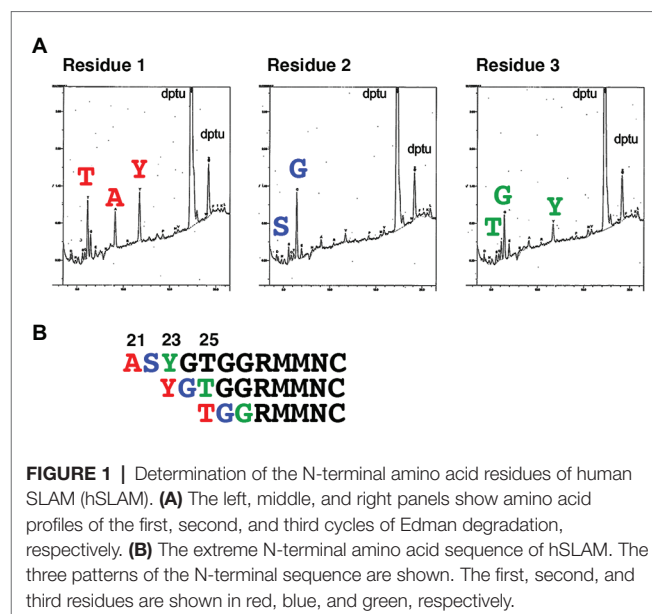 A
Residue 1
Residue 2
Residue 3
dptu
dptu
T
A
Y
dptu
dptu
G
S
dptu
dptu
G
T
Y
B
21 23 25
ASYGTGGRMMNC
YGTGGRMMNC
TGGRMMNC
FIGURE 1 | Determination of the N-terminal amino acid residues of human
SLAM (hSLAM). (A) The left, middle, and right panels show amino acid
profiles of the first, second, and third cycles of Edman degradation,
respectively. (B) The extreme N-terminal amino acid sequence of hSLAM. The
three patterns of the N-terminal sequence are shown. The first, second, and
third residues are shown in red, blue, and green, respectively.